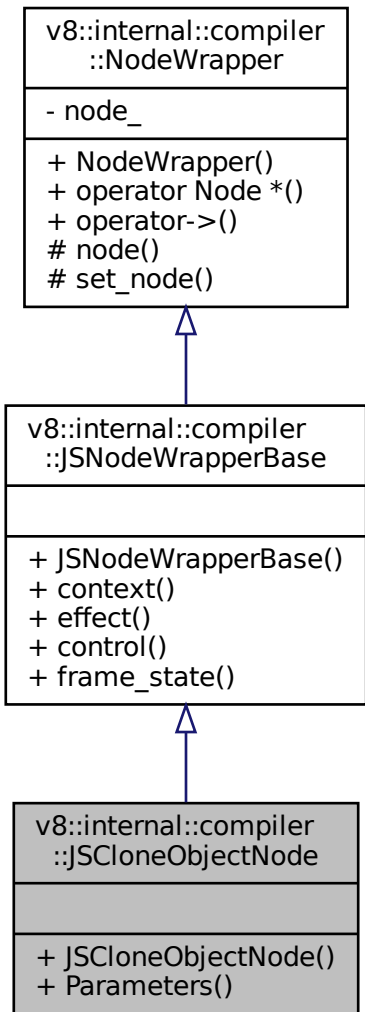 v8::internal::compiler
::NodeWrapper
- node_
+ NodeWrapper()
+ operator Node *()
+ operator->()
# node()
# set_node()
v8::internal::compiler
::JSNodeWrapperBase
+ JSNodeWrapperBase()
+ context()
+ effect()
+ control()
+ frame_state()
v8::internal::compiler
::JSCloneObjectNode
+ JSCloneObjectNode()
+ Parameters()